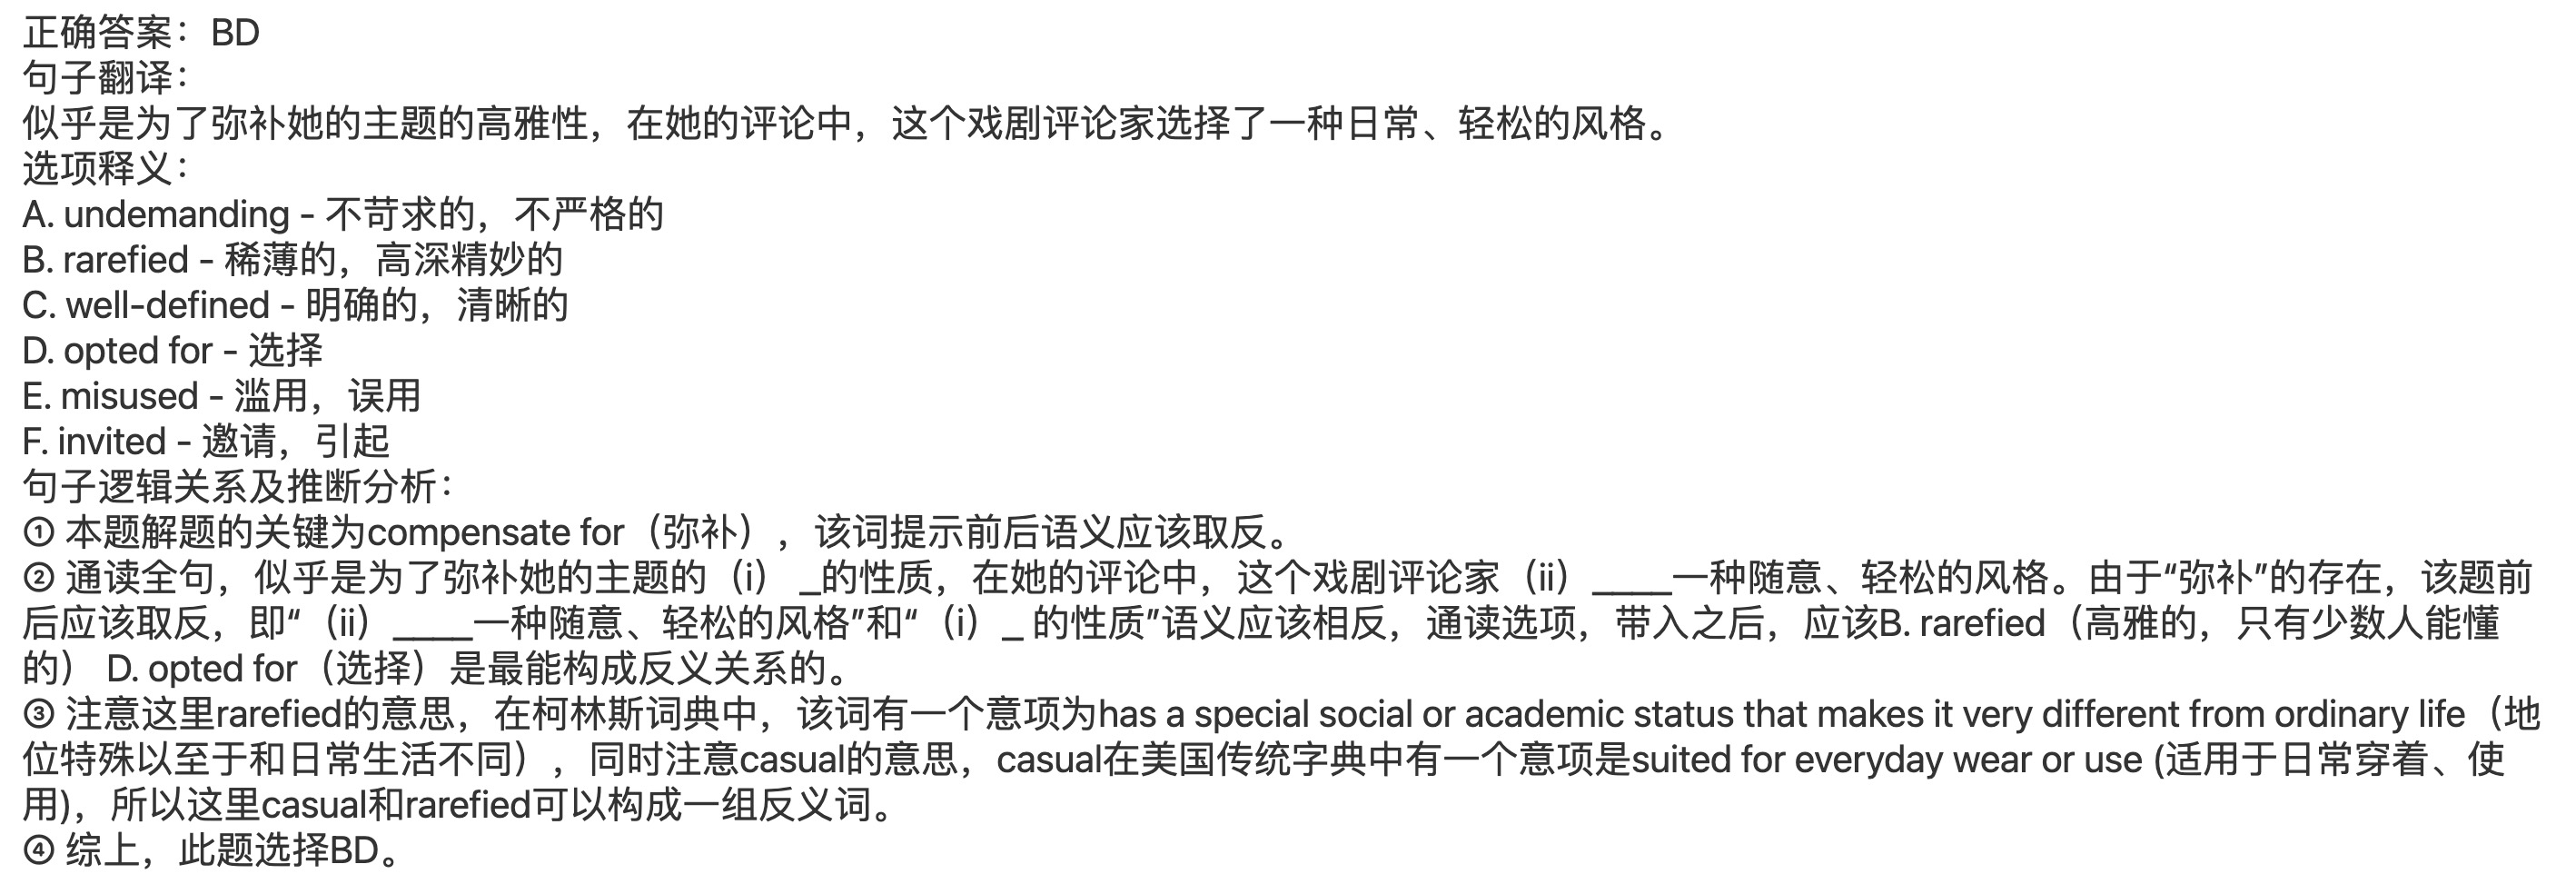 正确答案：BD
句子翻译：
似乎是为了弥补她的主题的高雅性，在她的评论中，这个戏剧评论家选择了一种日常、轻松的风格。
选项释义：
A. undemanding - 不苛求的，不严格的
B. rarefied - 稀薄的，高深精妙的
C. well-defined - 明确的，清晰的
D. opted for - 选择
E. misused - 滥用，误用
F. invited - 邀请，引起
句子逻辑关系及推断分析：
① 本题解题的关键为compensate for（弥补），该词提示前后语义应该取反。
② 通读全句，似乎是为了弥补她的主题的（i） _的性质，在她的评论中，这个戏剧评论家（ii）____一种随意、轻松的风格。由于“弥补”的存在，该题前
后应该取反，即“（ii）____一种随意、轻松的风格”和“（i）_ 的性质”语义应该相反，通读选项，带入之后，应该B. rarefied（高雅的，只有少数人能懂
的） D. opted for（选择）是最能构成反义关系的。
③ 注意这里rarefied的意思，在柯林斯词典中，该词有一个意项为has a special social or academic status that makes it very different from ordinary life（地
位特殊以至于和日常生活不同），同时注意casual的意思，casual在美国传统字典中有一个意项是suited for everyday wear or use (适用于日常穿着、使
用)，所以这里casual和rarefied可以构成一组反义词。
④ 综上，此题选择BD。